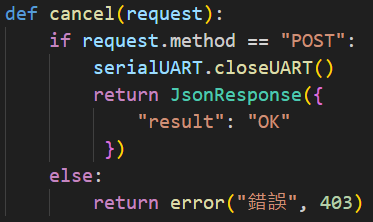 def cancel(request):
    if request.method == "POST":
        serialUART.closeUART()
        return JsonResponse({
            "result": "OK"
        })
    else:
        return error("錯誤", 403)